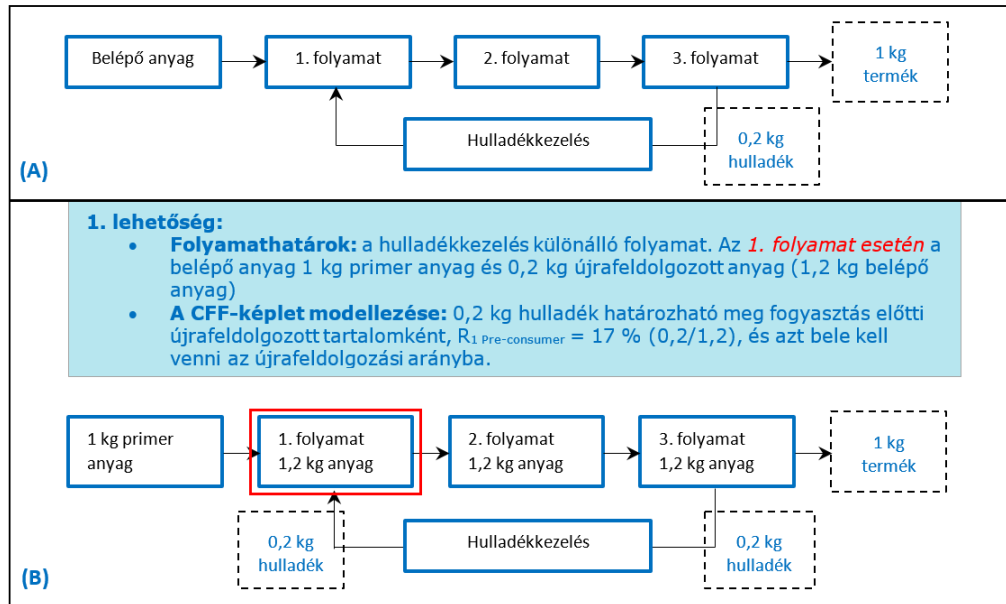 Belépő anyag
1. folyamat
2. folyamat
3. folyamat
1 kg
termék
Hulladékkezelés
0,2 kg
hulladék
(A)
1. lehetőség:
• Folyamathatárok: a hulladékkezelés különálló folyamat. Az 1. folyamat esetén a
belépő anyag 1 kg primer anyag és 0,2 kg újrafeldolgozott anyag (1,2 kg belépő
anyag)
• A CFF-képlet modellezése: 0,2 kg hulladék határozható meg fogyasztás előtti
újrafeldolgozott tartalomként, R1 Pre-consumer = 17 % (0,2/1,2), és azt bele kell
venni az újrafeldolgozási arányba.
1 kg primer
anyag
1. folyamat
1,2 kg anyag
2. folyamat
1,2 kg anyag
3. folyamat
1,2 kg anyag
1 kg
termék
0,2 kg
hulladék
Hulladékkezelés
0,2 kg
hulladék
(B)